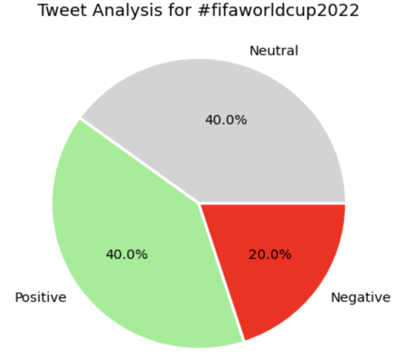 Tweet Analysis for #fifaworldcup2022
Neutral
40.0%
40.0%
20.0%
Positive
Negative